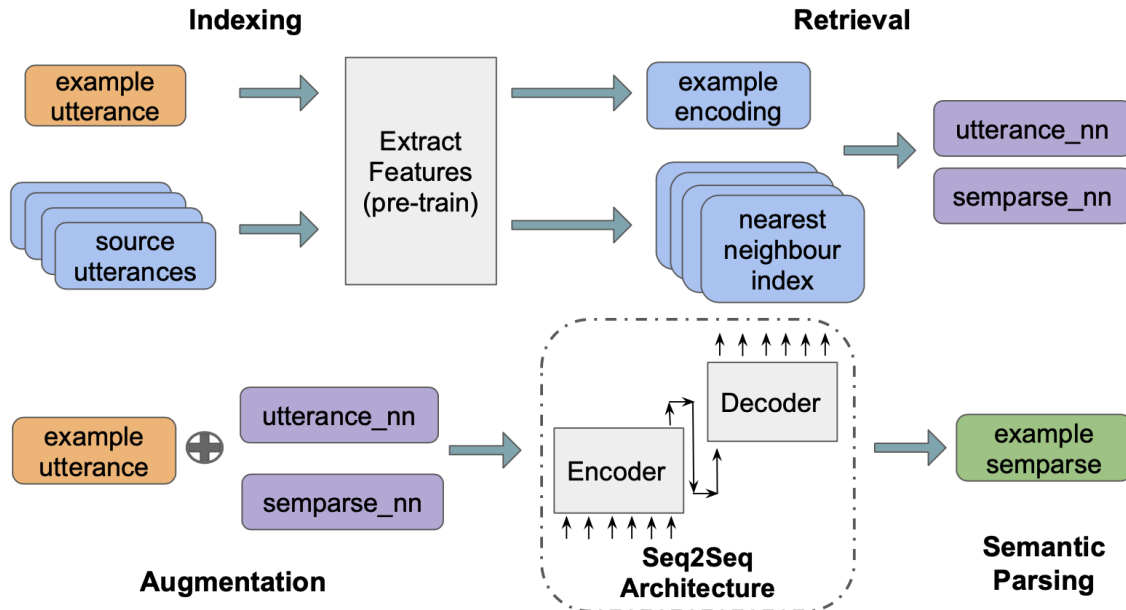 Indexing
Retrieval
example
utterance
Extract
Features
(pre-train)
example
encoding
utterance_nn
semparse_nn
source
utterances
nearest
neighbour
index
example
utterance
utterance_nn
semparse_nn
Encoder
Decoder
example
semparse
Augmentation
Seq2Seq
Architecture
Semantic
Parsing